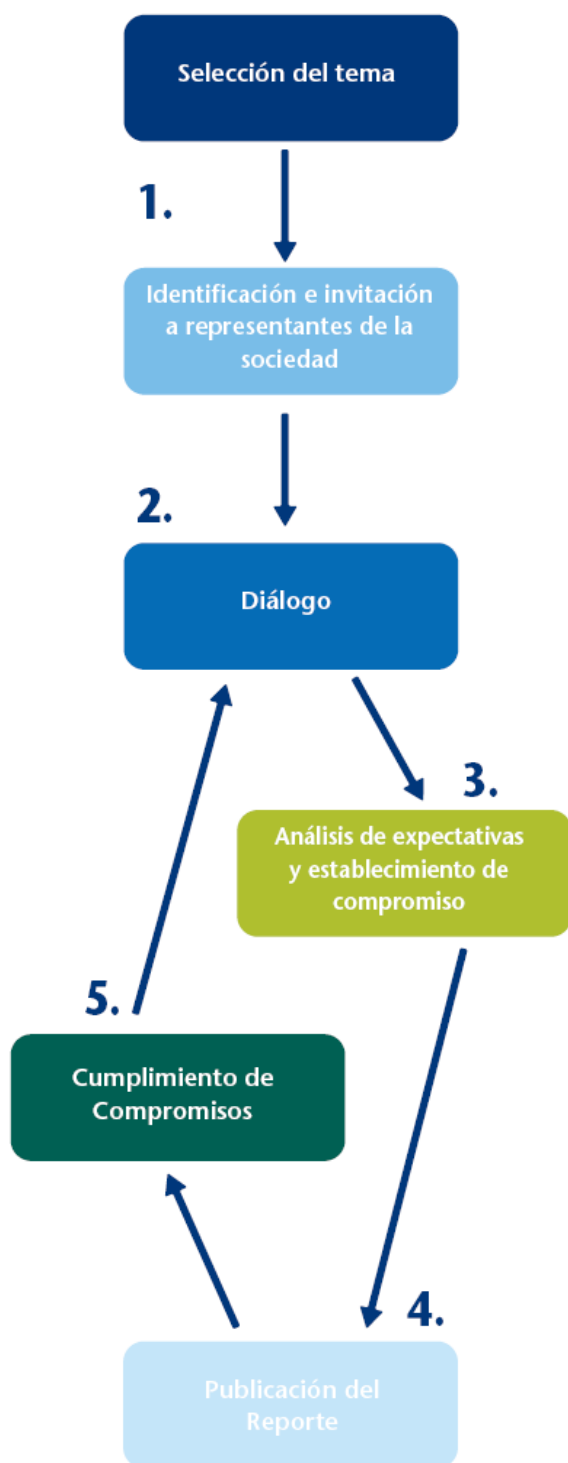 Selección del tema
1.
Identificación e invitación
a representantes de la
sociedad
2.
Diálogo
3.
Análisis de expectativas
y establecimiento de
compromiso
5.
Cumplimiento de
Compromisos
4.
Publicación del
Reporte